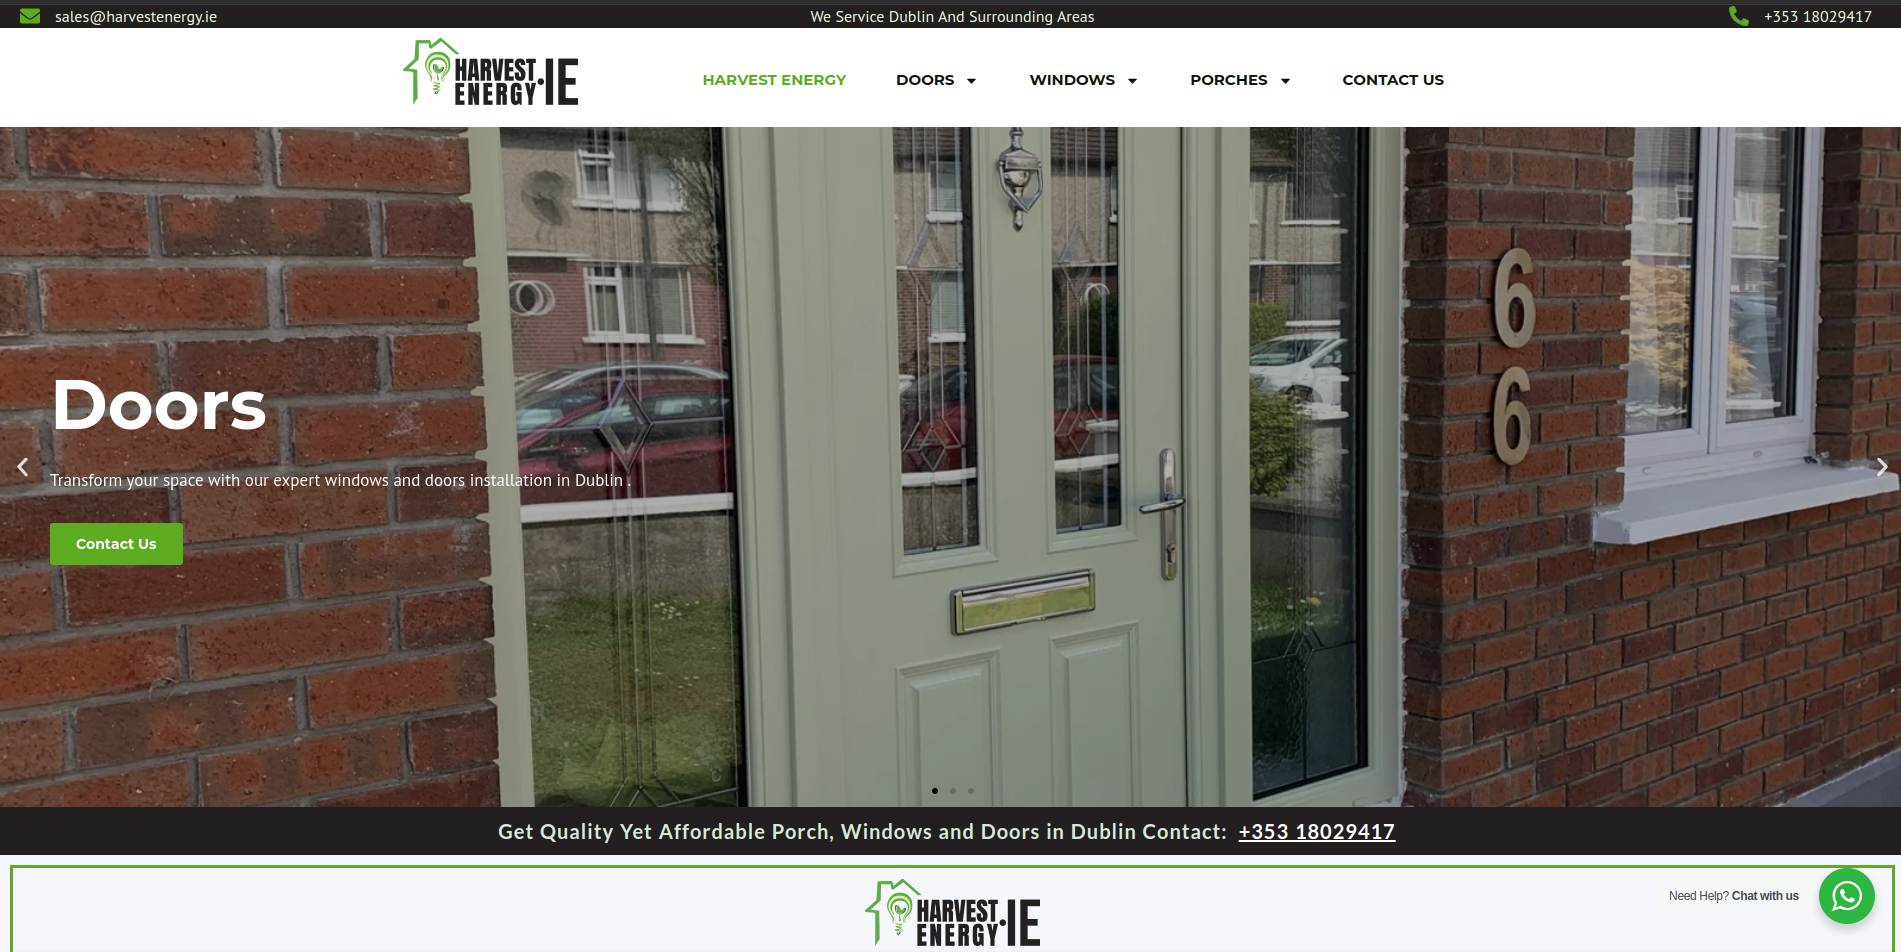 sales@harvestenergy.ie
We Service Dublin And Surrounding Areas
+353 18029417
HARVEST
ENERGY
.IE
HARVEST ENERGY
DOORS
WINDOWS
PORCHES
CONTACT US
6
6
Doors
Transform your space with our expert windows and doors installation in Dublin .
Contact Us
Get Quality Yet Affordable Porch, Windows and Doors in Dublin Contact: +353 18029417
HARVEST
ENERGY
.IE
Need Help? Chat with us